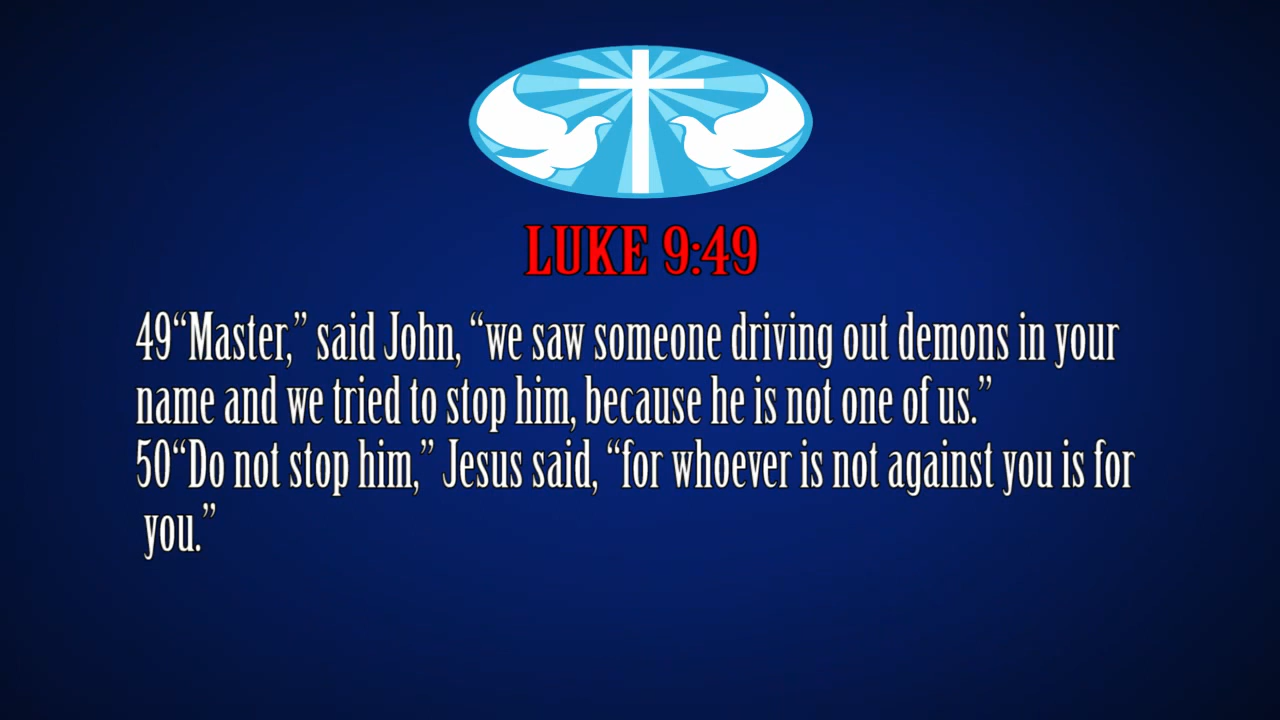 LUKE 9:49
49“Master,” said John, “we saw someone driving out demons in your
name and we tried to stop him, because he is not one of us.”
50“Do not stop him,” Jesus said, “for whoever is not against you is for
you.”